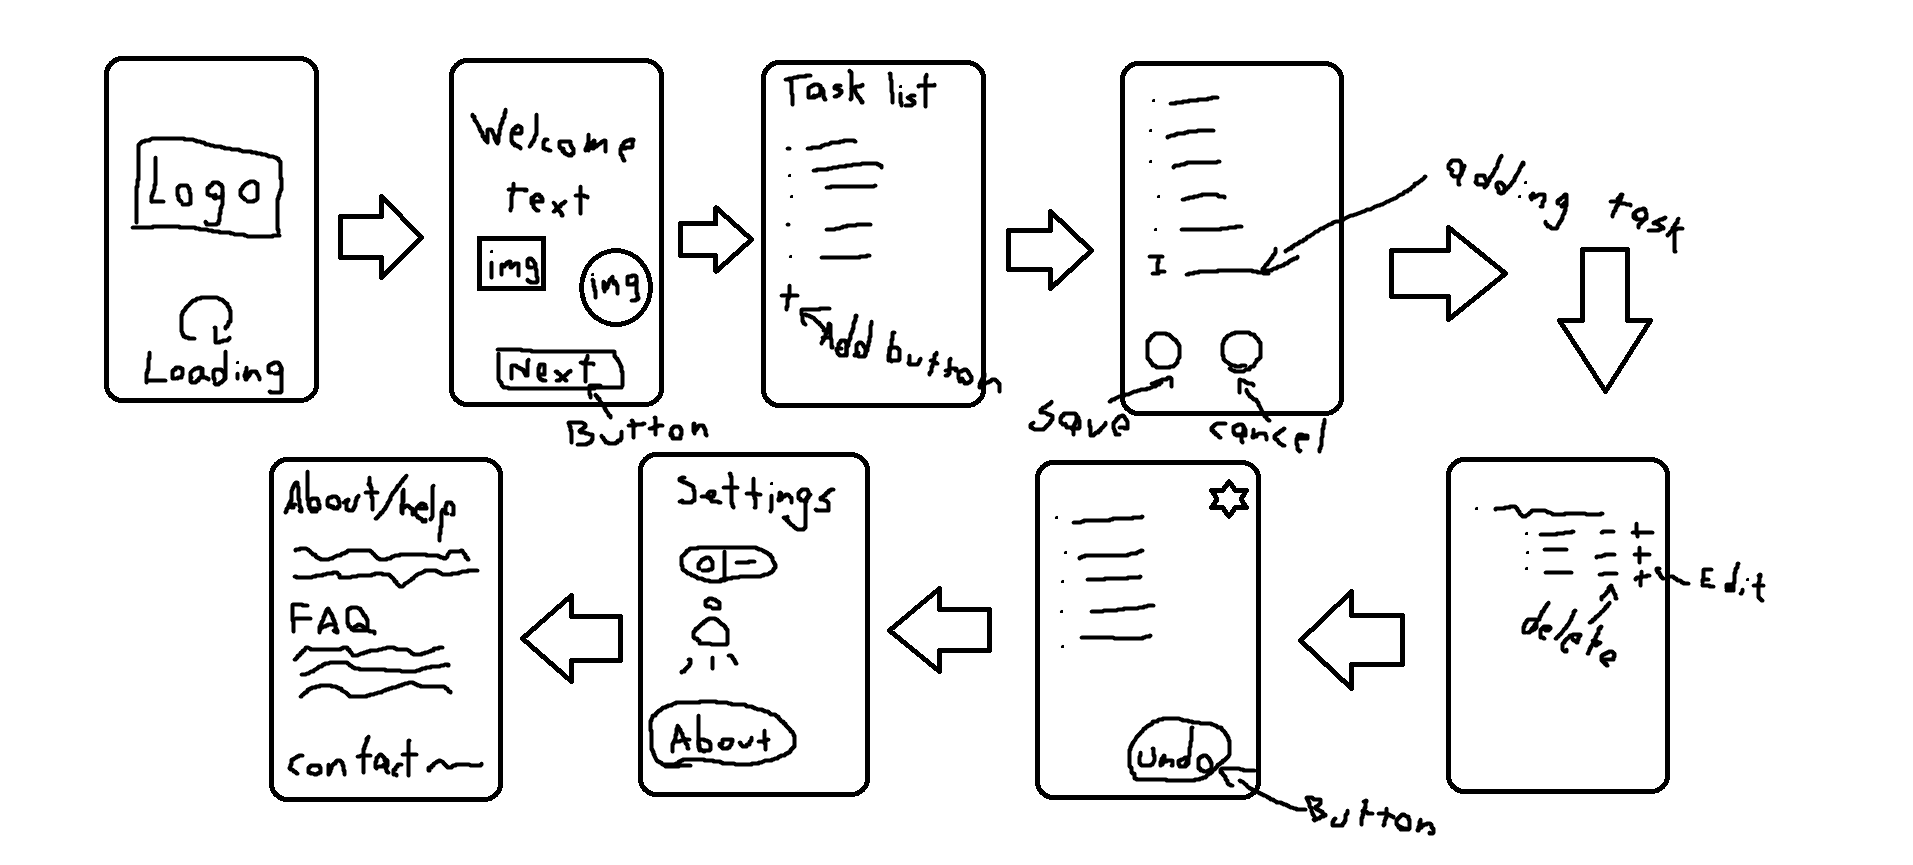 Logo
Loading
Welcome
text
img
img
Next
Button
Task list
+
Add button
I
adding task
save
cancel
About/help
FAQ
contact
Settings
About
undo
Button
- +
- +
- +
Edit
delete